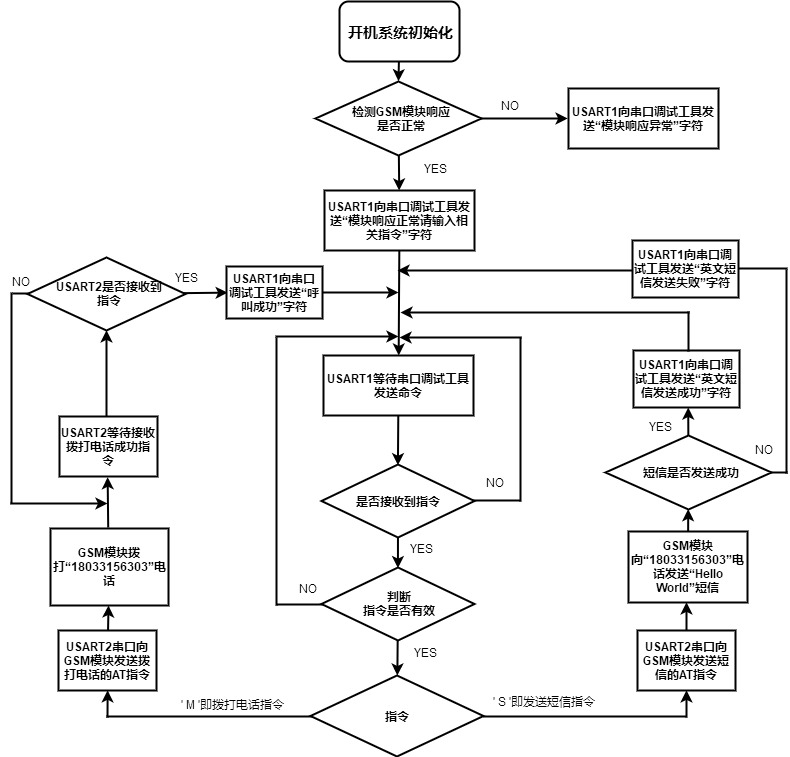 开机系统初始化
检测GSM模块响应
是否正常
NO
USART1向串口调试工具发
送“模块响应异常”字符
YES
USART1向串口调试工具发
送“模块响应正常请输入相
关指令”字符
NO
USART2是否接收到
指令
YES
USART1向串口
调试工具发送“呼
叫成功”字符
USART1向串口调
试工具发送“英文短
信发送失败”字符
USART1等待串口调试工具
发送命令
USART1向串口调
试工具发送“英文短
信发送成功”字符
USART2等待接收
拨打电话成功指
令
YES
NO
短信是否发送成功
是否接收到指令
NO
YES
GSM模块拨
打“18033156303”电
话
GSM模块
向“18033156303”电
话发送“Hello
World”短信
NO
判断
指令是否有效
YES
USART2串口向
GSM模块发送拨
打电话的AT指令
USART2串口向
GSM模块发送短
信的AT指令
' M '即拨打电话指令
指令
' S '即发送短信指令